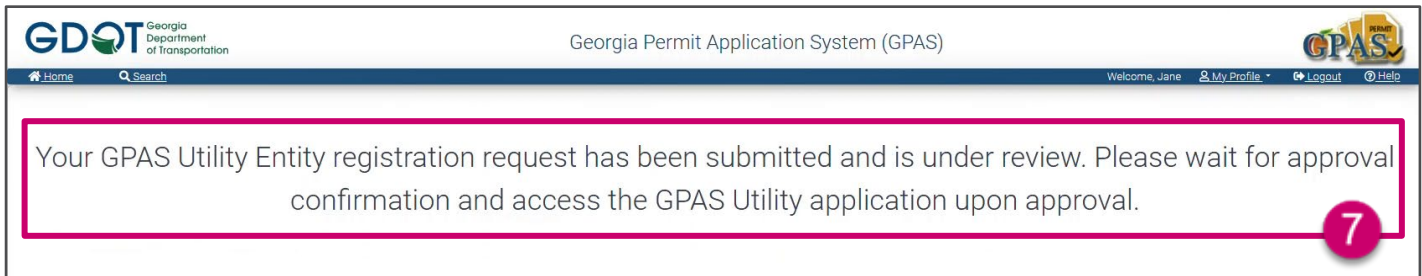 GDOT
Georgia
Department
of Transportation
Georgia Permit Application System (GPAS)
PERMIT
GPAS
Home Search Welcome, Jane My Profile Logout Help
Your GPAS Utility Entity registration request has been submitted and is under review. Please wait for approval
confirmation and access the GPAS Utility application upon approval.
7